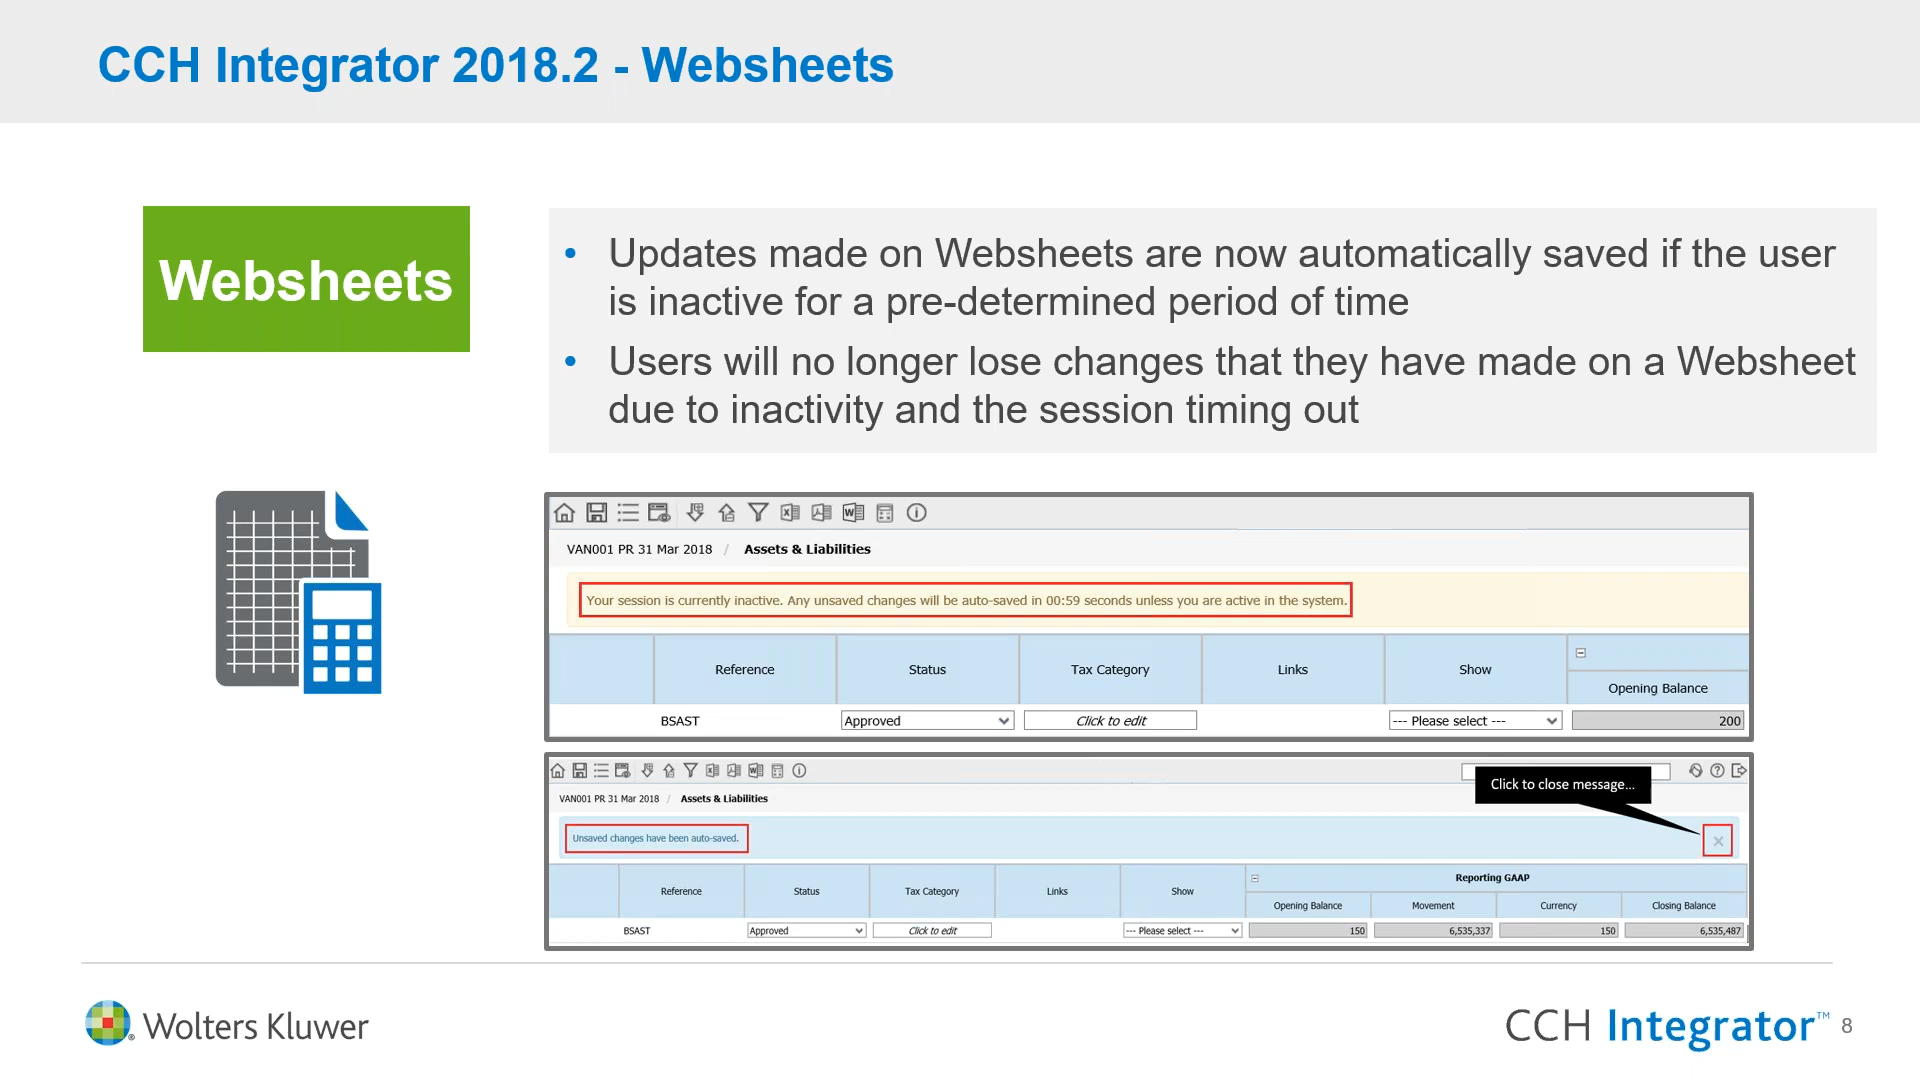 CCH Integrator 2018.2 - Websheets
Websheets
• Updates made on Websheets are now automatically saved if the user
is inactive for a pre-determined period of time
• Users will no longer lose changes that they have made on a Websheet
due to inactivity and the session timing out
VAN001 PR 31 Mar 2018 / Assets & Liabilities
Your session is currently inactive. Any unsaved changes will be auto-saved in 00:59 seconds unless you are active in the system.
Reference Status Tax Category Links Show
Opening Balance
BSAST Approved Click to edit --- Please select --- 200
Click to close message...
VAN001 PR 31 Mar 2018 / Assets & Liabilities
Unsaved changes have been auto-saved.
Reporting GAAP
Reference Status Tax Category Links Show
Opening Balance Movement Currency Closing Balance
BSAST Approved Click to edit --- Please select --- 150 6,535,337 150 6,535,487
Wolters Kluwer
CCH Integrator™ 8